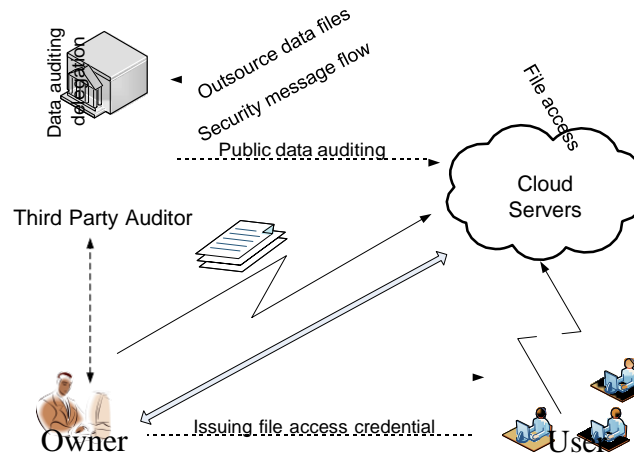 Data auditing
delegation
Outsource data files
Security message flow
File access
Public data auditing
Cloud
Servers
Third Party Auditor
Issuing file access credential
Owner
User